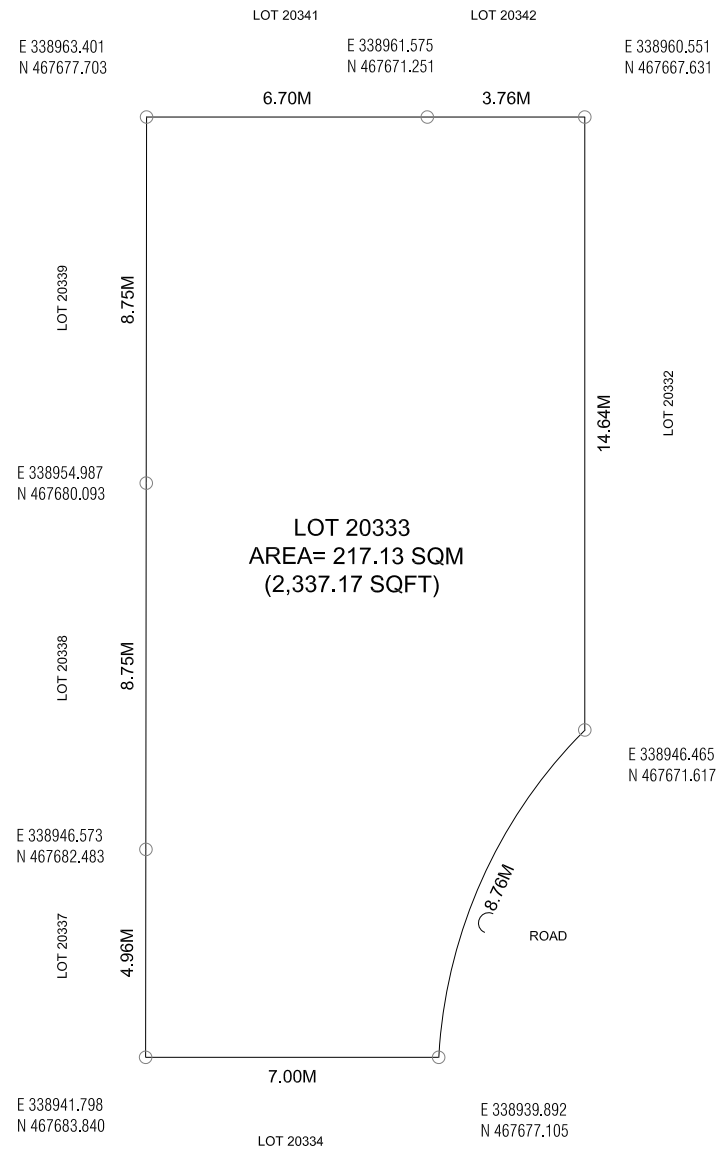 LOT 20341
LOT 20342
E 338963.401
N 467677.703
E 338961.575
N 467671.251
E 338960.551
N 467667.631
6.70M
3.76M
LOT 20339
8.75M
14.64M
LOT 20332
E 338954.987
N 467680.093
LOT 20333
AREA= 217.13 SQM
(2,337.17 SQFT)
LOT 20338
8.75M
E 338946.465
N 467671.617
E 338946.573
N 467682.483
8.76M
ROAD
LOT 20337
4.96M
7.00M
E 338941.798
N 467683.840
E 338939.892
N 467677.105
LOT 20334